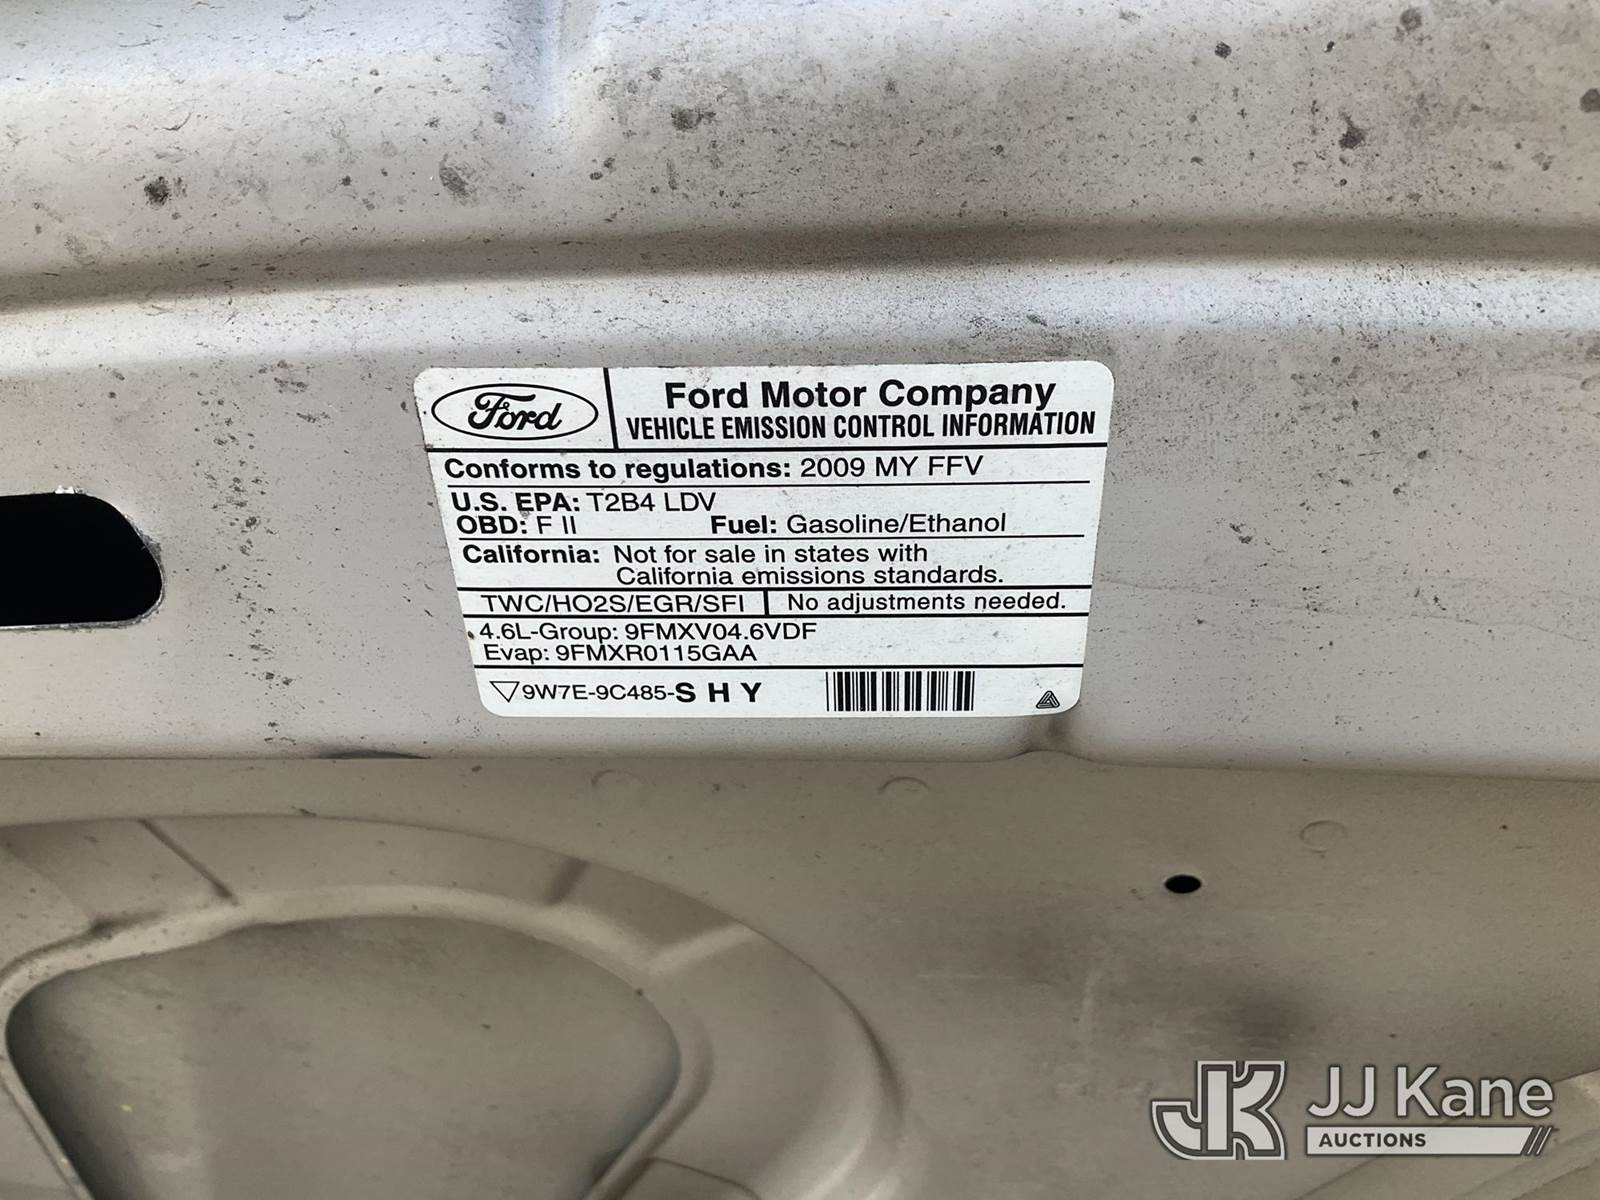 Ford
Ford Motor Company
VEHICLE EMISSION CONTROL INFORMATION
Conforms to regulations: 2009 MY FFV
U.S. EPA: T2B4 LDV
OBD: F II Fuel: Gasoline/Ethanol
California: Not for sale in states with
California emissions standards.
TWC/HO2S/EGR/SFI No adjustments needed.
4.6L-Group: 9FMXV04.6VDF
Evap: 9FMXR0115GAA
9W7E-9C485-S H Y
JK JJ Kane
AUCTIONS